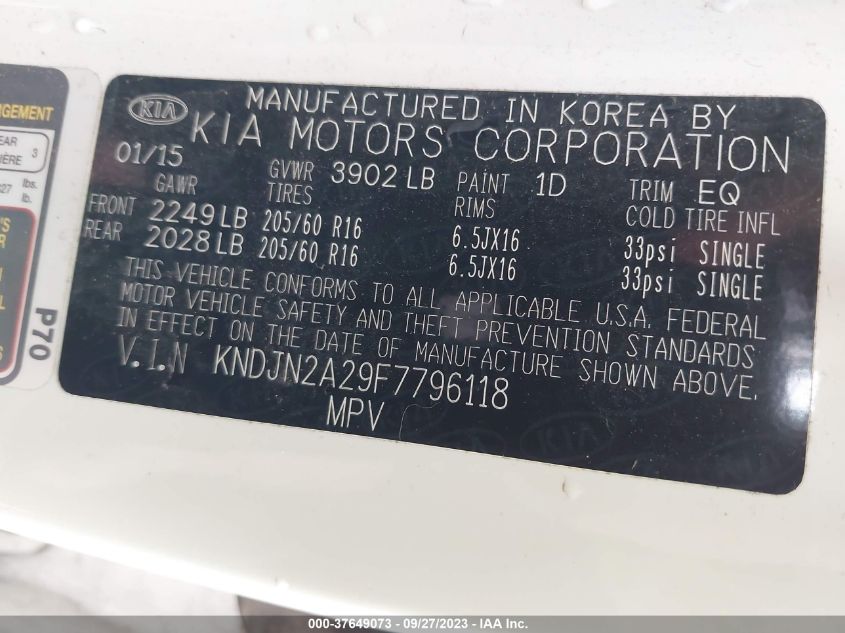 KIA
MANUFACTURED IN KOREA BY
KIA MOTORS CORPORATION
01/15 GVWR 3902 LB PAINT 1D TRIM EQ
GAWR TIRES RIMS COLD TIRE INFL
FRONT 2249 LB 205/60 R16 6.5JX16 33psi SINGLE
REAR 2028 LB 205/60 R16 6.5JX16 33psi SINGLE
THIS VEHICLE CONFORMS TO ALL APPLICABLE U.S.A. FEDERAL
MOTOR VEHICLE SAFETY AND THEFT PREVENTION STANDARDS
IN EFFECT ON THE DATE OF MANUFACTURE SHOWN ABOVE.
V.I.N KNDJN2A29F7796118
MPV
3
lbs.
lb.
P70
000-37649073 - 09/27/2023 - IAA Inc.